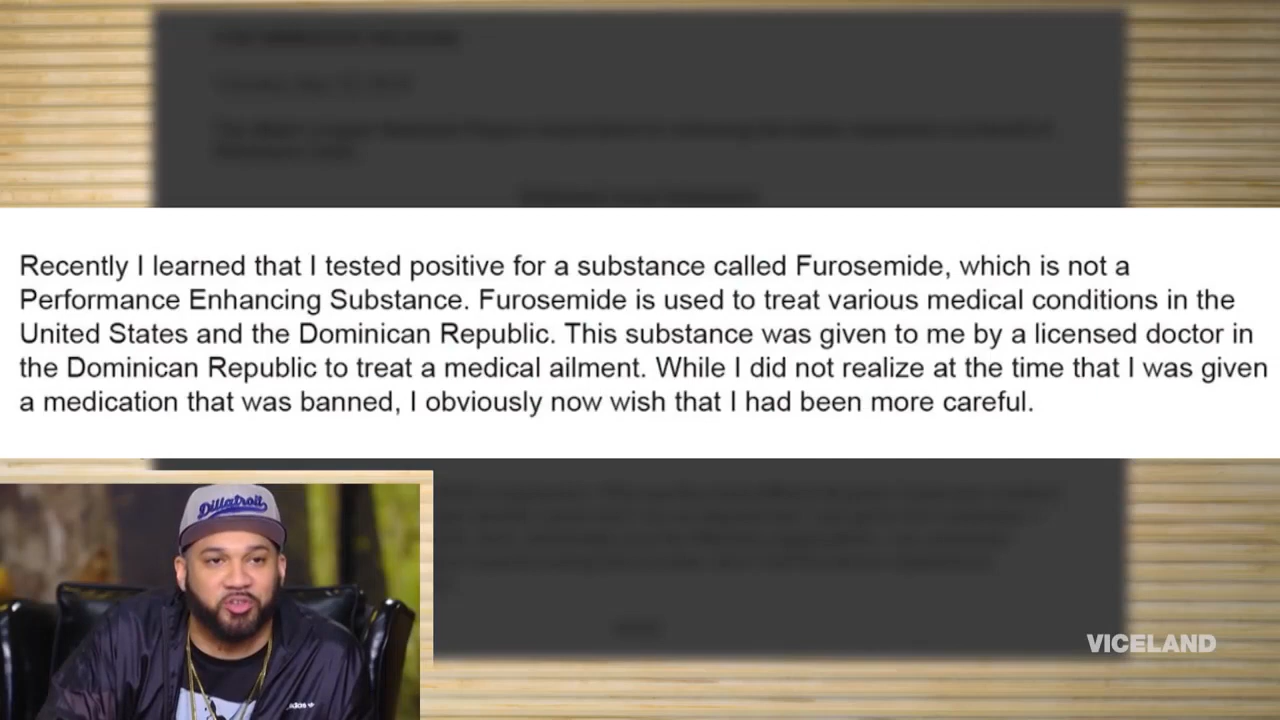 Recently I learned that I tested positive for a substance called Furosemide, which is not a
Performance Enhancing Substance. Furosemide is used to treat various medical conditions in the
United States and the Dominican Republic. This substance was given to me by a licensed doctor in
the Dominican Republic to treat a medical ailment. While I did not realize at the time that I was given
a medication that was banned, I obviously now wish that I had been more careful.
Dillatroit
adidas
VICELAND